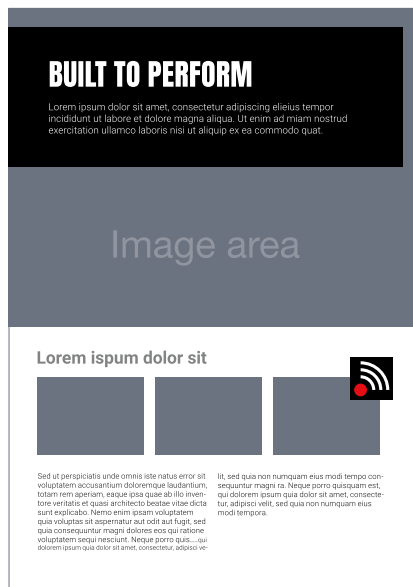 BUILT TO PERFORM
Lorem ipsum dolor sit amet, consectetur adipiscing elieius tempor
incididunt ut labore et dolore magna aliqua. Ut enim ad miam nostrud
exercitation ullamco laboris nisi ut aliquip ex ea commodo quat.
Image area
Lorem ispum dolor sit
Sed ut perspiciatis unde omnis iste natus error sit
voluptatem accusantium doloremque laudantium,
totam rem aperiam, eaque ipsa quae ab illo inven-
tore veritatis et quasi architecto beatae vitae dicta
sunt explicabo. Nemo enim ipsam voluptatem
quia voluptas sit aspernatur aut odit aut fugit, sed
quia consequuntur magni dolores eos qui ratione
voluptatem sequi nesciunt. Neque porro quis....qui
dolorem ipsum quia dolor sit amet, consectetur, adipisci ve-
lit, sed quia non numquam eius modi tempo con-
sequuntur magni ra. Neque porro quisquam est,
qui dolorem ipsum quia dolor sit amet, consecte-
tur, adipisci velit, sed quia non numquam eius
modi tempora.